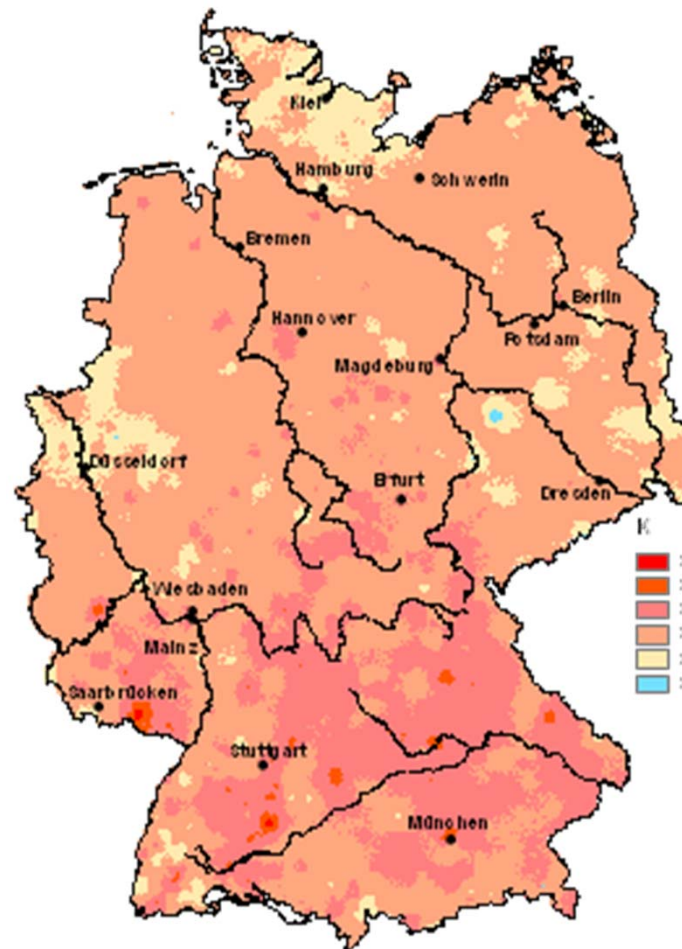 Kiel
Hamburg
Schwerin
Bremen
Berlin
Hannover
Potsdam
Magdeburg
Düsseldorf
Erfurt
Dresden
K
Wiesbaden
Mainz
Saarbrücken
Stuttgart
München